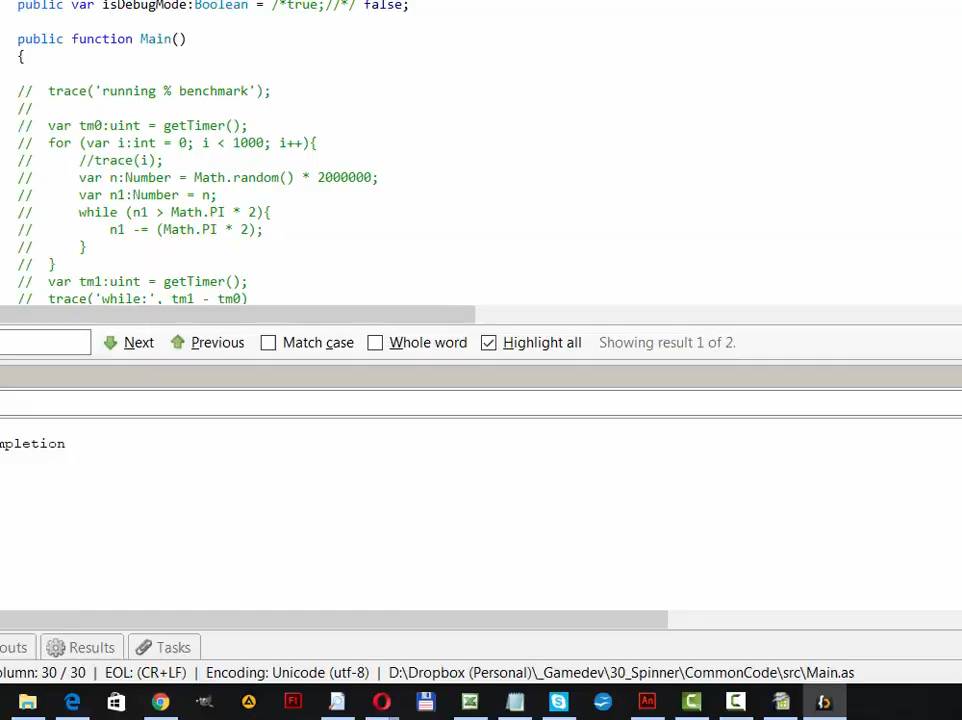 public var isDebugMode:Boolean = /*true;//*/ false;
public function Main()
{
// trace('running % benchmark');
//
// var tm0:uint = getTimer();
// for (var i:int = 0; i < 1000; i++){
// //trace(i);
// var n:Number = Math.random() * 2000000;
// var n1:Number = n;
// while (n1 > Math.PI * 2){
// n1 -= (Math.PI * 2);
// }
// }
// var tm1:uint = getTimer();
// trace('while:', tm1 - tm0)
Next Previous Match case Whole word Highlight all Showing result 1 of 2.
mpletion
outs Results Tasks
olumn: 30 / 30 | EOL: (CR+LF) | Encoding: Unicode (utf-8) | D:\Dropbox (Personal)\_Gamedev\30_Spinner\CommonCode\src\Main.as
Fl An